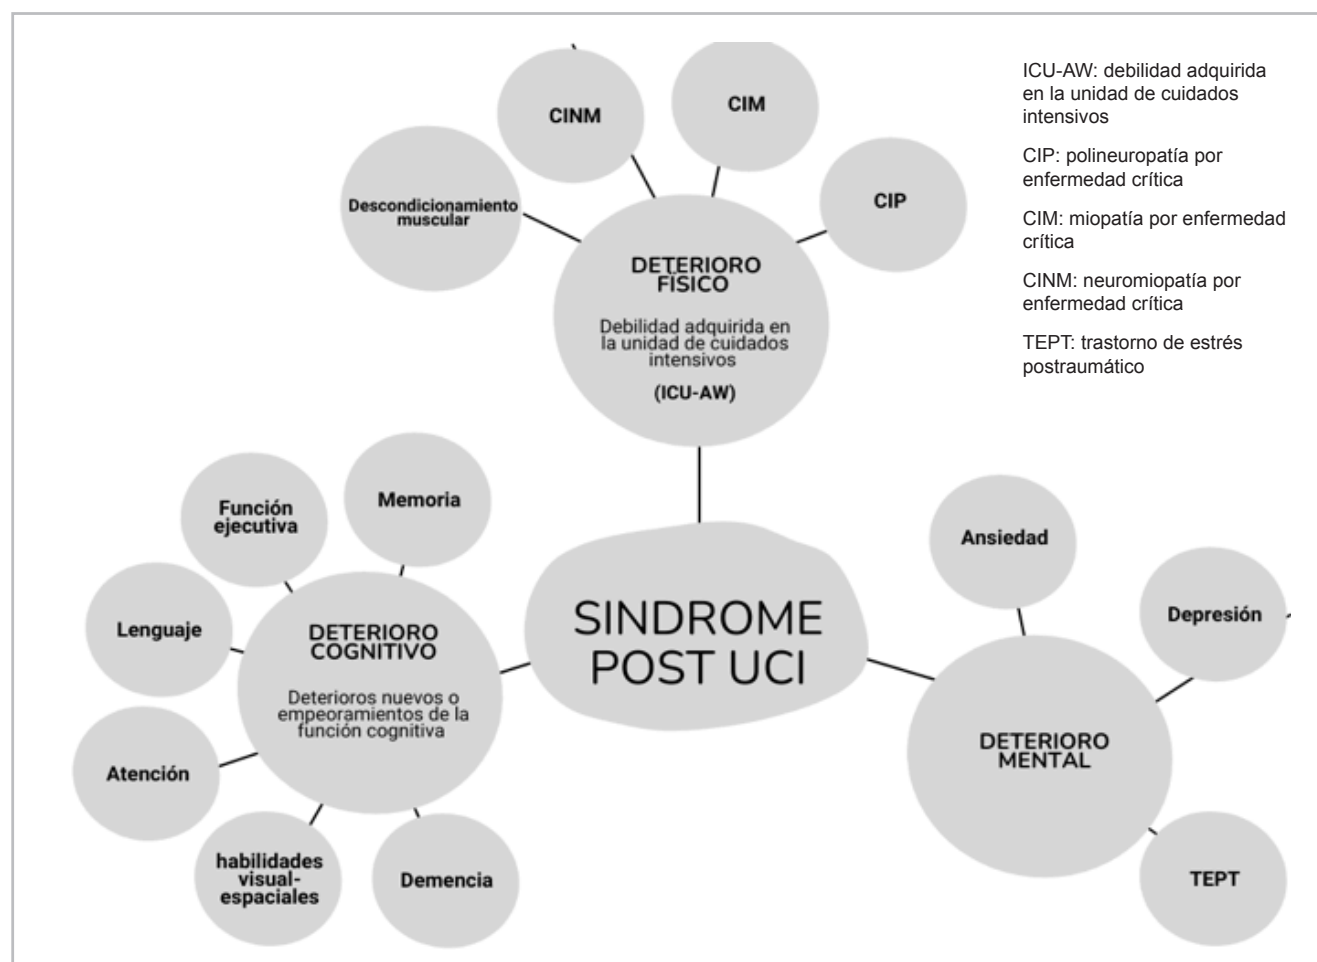 CINM
CIM
CIP
Descondicionamiento
muscular
DETERIORO
FÍSICO
Debilidad adquirida en
la unidad de cuidados
intensivos
(ICU-AW)
ICU-AW: debilidad adquirida
en la unidad de cuidados
intensivos
CIP: polineuropatía por
enfermedad crítica
CIM: miopatía por enfermedad
crítica
CINM: neuromiopatía por
enfermedad crítica
TEPT: trastorno de estrés
postraumático
SINDROME
POST UCI
Memoria
Función
ejecutiva
Lenguaje
Atención
habilidades
visual-
espaciales
Demencia
DETERIORO
COGNITIVO
Deterioros nuevos o
empeoramientos de la
función cognitiva
Ansiedad
Depresión
DETERIORO
MENTAL
TEPT